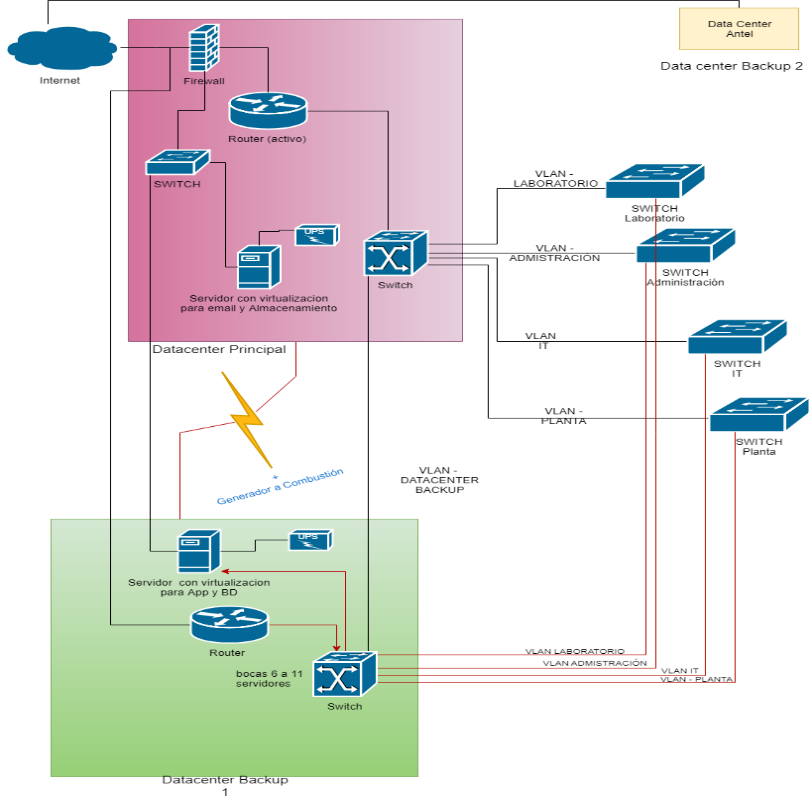 Data Center
Antel
Data center Backup 2
Internet
Firewall
Router (activo)
SWITCH
UPS
Switch
Servidor con virtualizacion
para email y Almacenamiento
Datacenter Principal
VLAN -
LABORATORIO
SWITCH
Laboratorio
VLAN -
ADMISTRACIÓN
SWITCH
Administración
VLAN
IT
SWITCH
IT
VLAN -
PLANTA
SWITCH
Planta
+
Generador a Combustión
VLAN -
DATACENTER
BACKUP
UPS
Servidor con virtualizacion
para App y BD
Router
bocas 6 a 11
servidores
Switch
VLAN LABORATORIO
VLAN ADMISTRACIÓN
VLAN IT
VLAN - PLANTA
Datacenter Backup
1